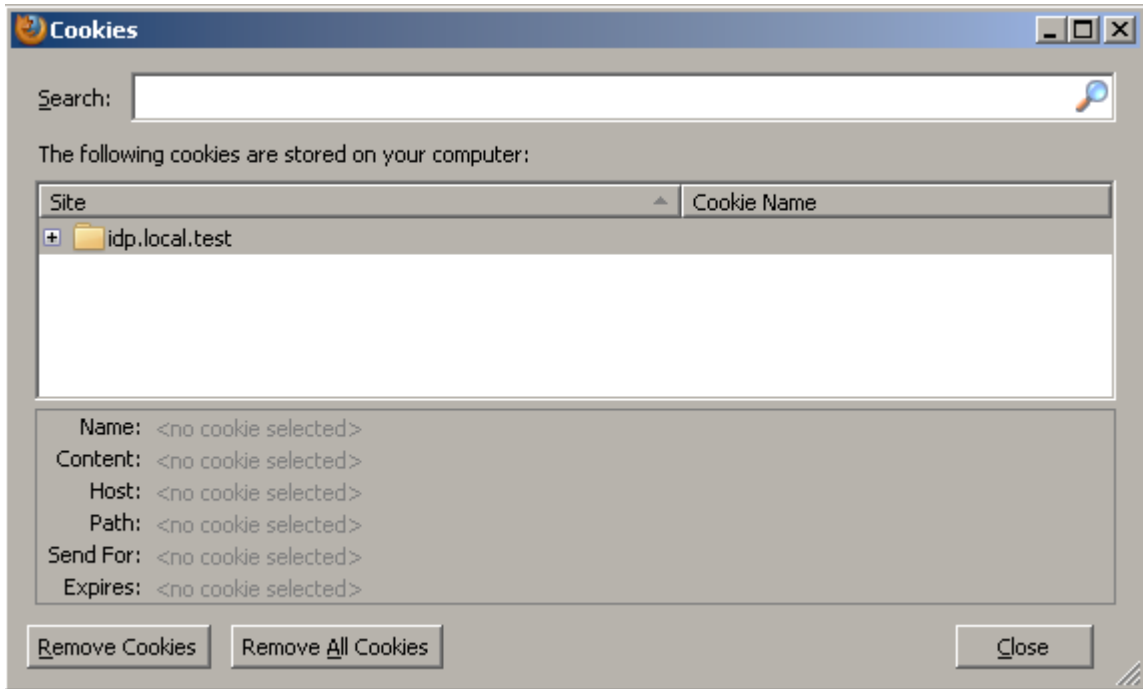 Cookies
Search:
The following cookies are stored on your computer:
Site Cookie Name
idp.local.test
Name: <no cookie selected>
Content: <no cookie selected>
Host: <no cookie selected>
Path: <no cookie selected>
Send For: <no cookie selected>
Expires: <no cookie selected>
Remove Cookies Remove All Cookies Close